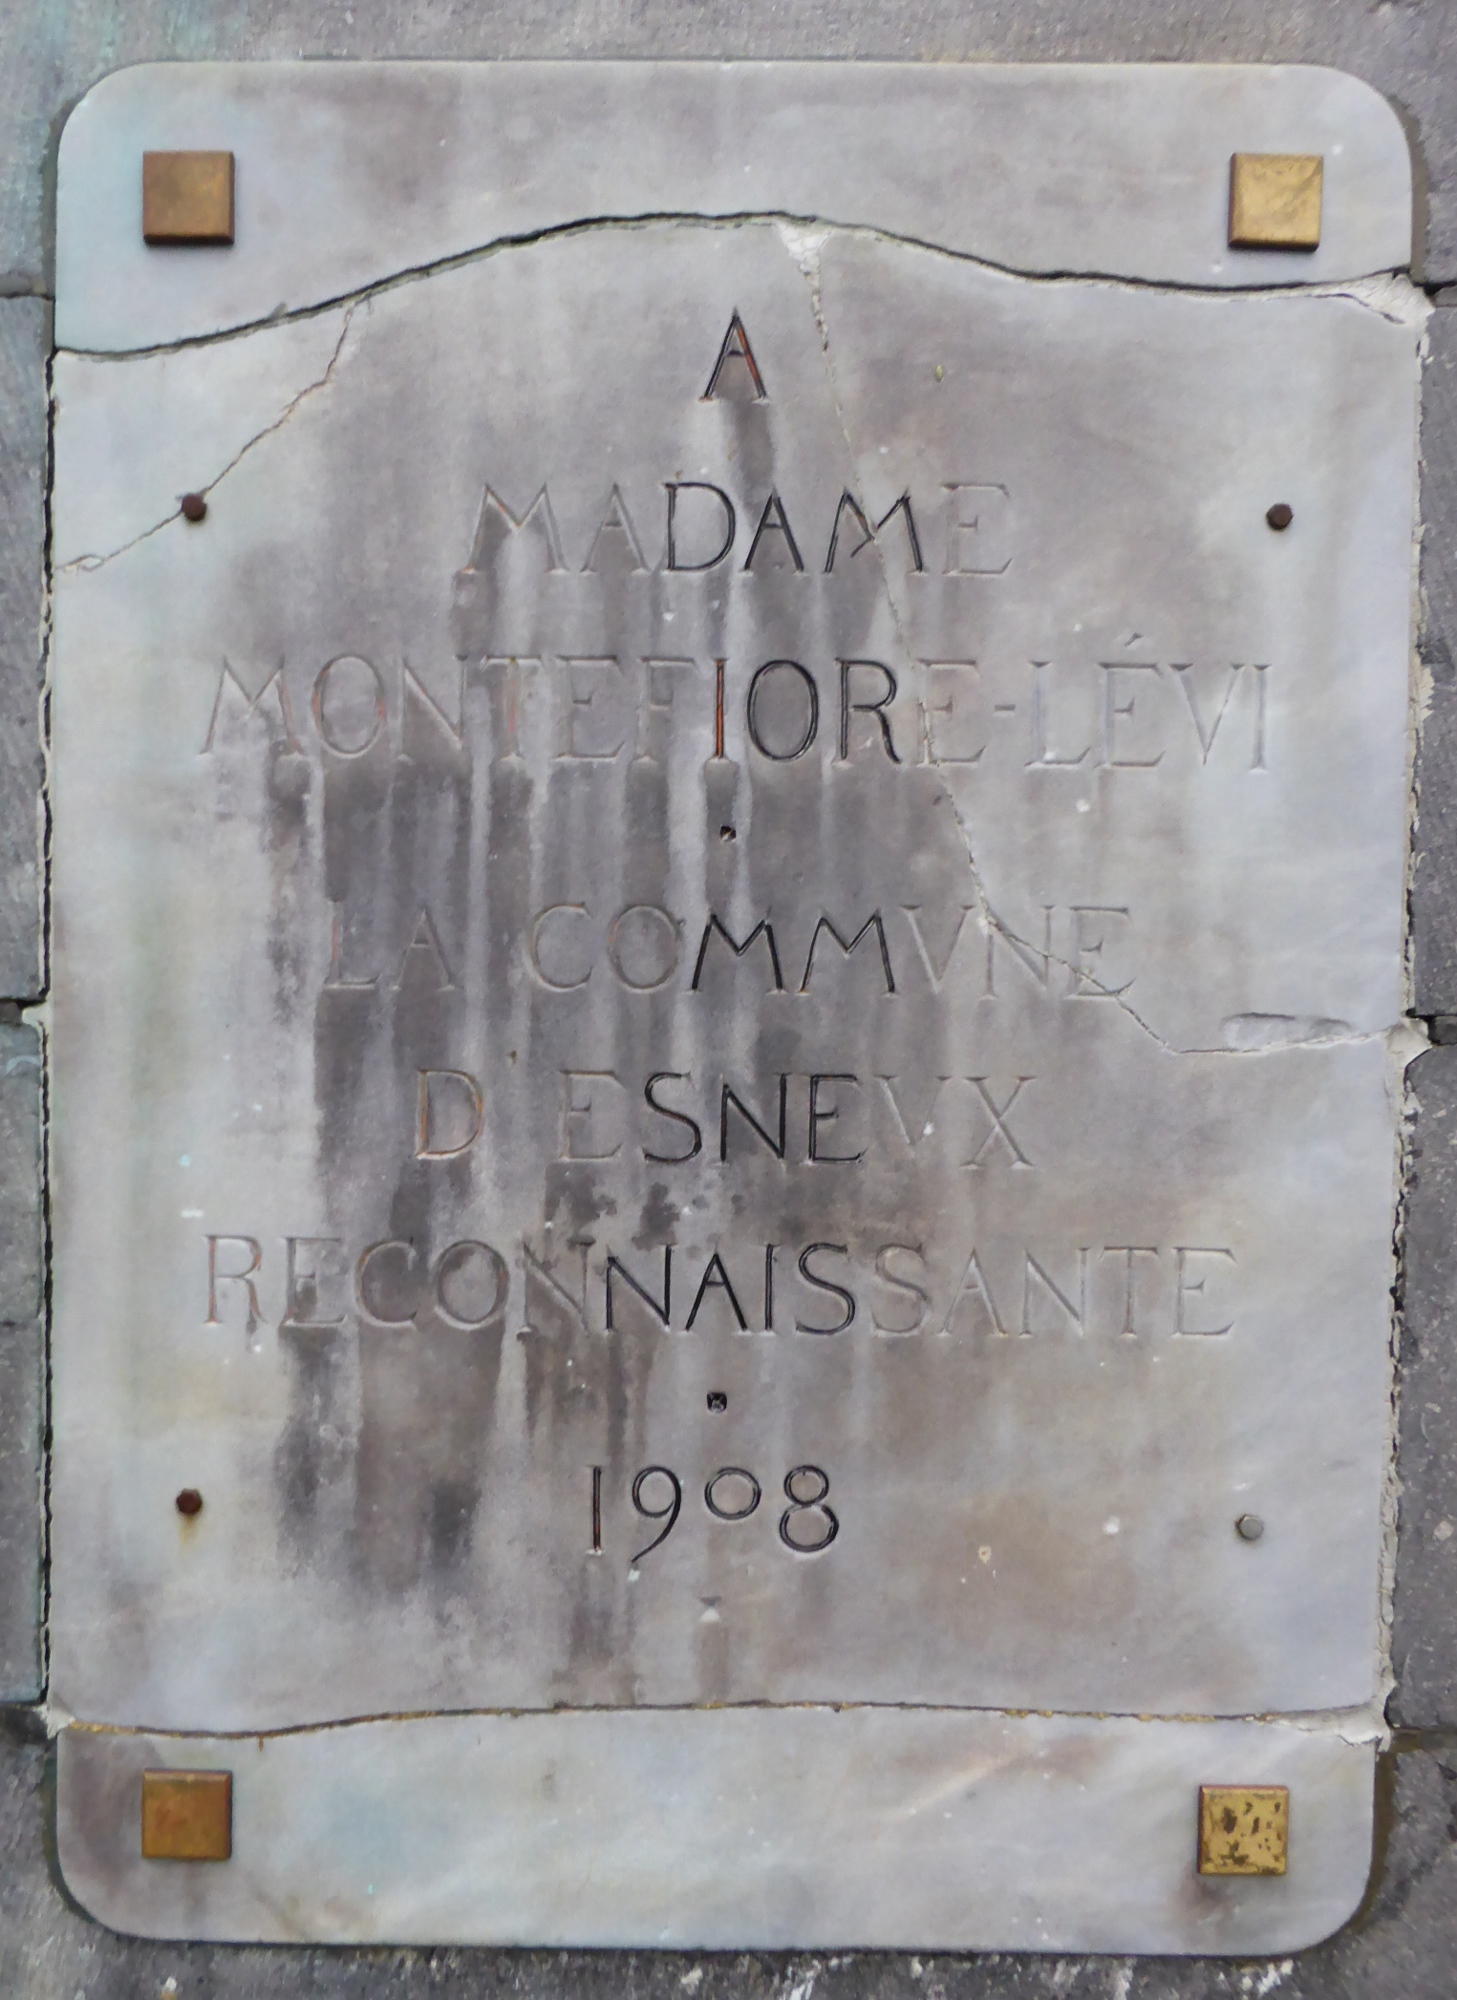 A
MADAME
MONTEFIORE-LÉVI
·
LA COMMVNE
D'ESNEVX
RECONNAISSANTE
·
1908